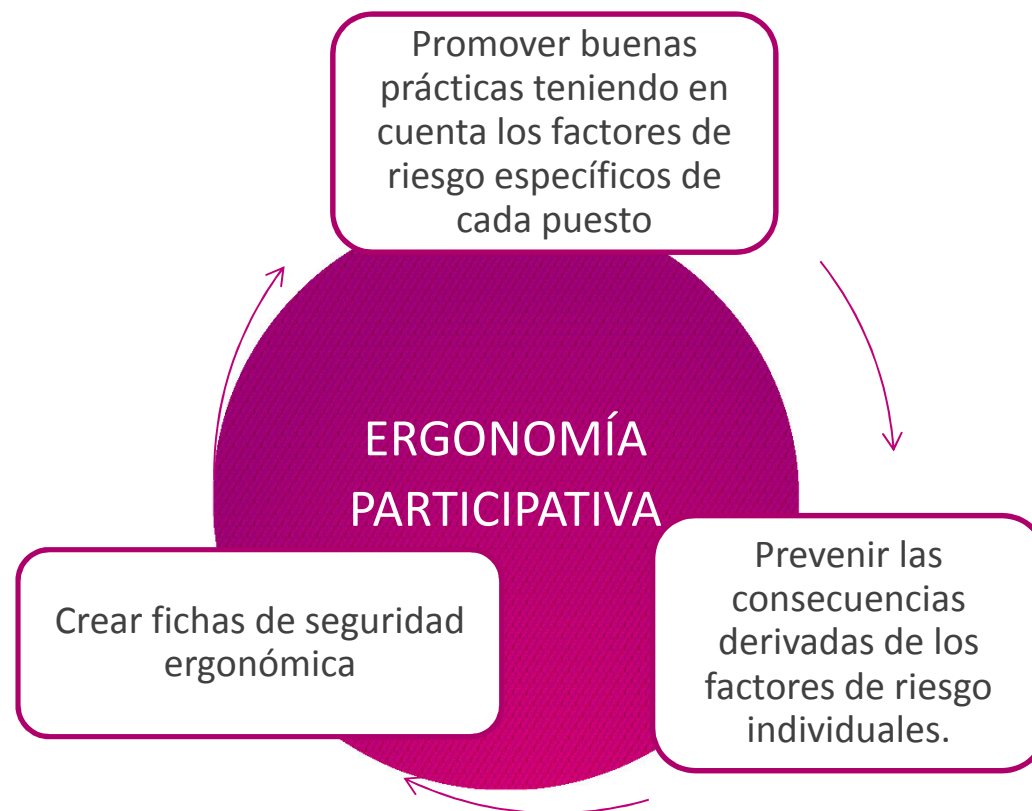 Promover buenas
prácticas teniendo en
cuenta los factores de
riesgo específicos de
cada puesto
ERGONOMÍA
PARTICIPATIVA
Prevenir las
consecuencias
derivadas de los
factores de riesgo
individuales.
Crear fichas de seguridad
ergonómica